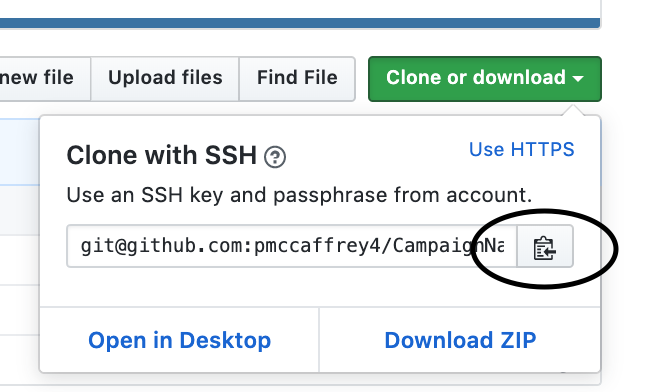 new file
Upload files
Find File
Clone or download
Clone with SSH
Use HTTPS
Use an SSH key and passphrase from account.
git@github.com:pmccaffrey4/CampaignNa
Open in Desktop
Download ZIP